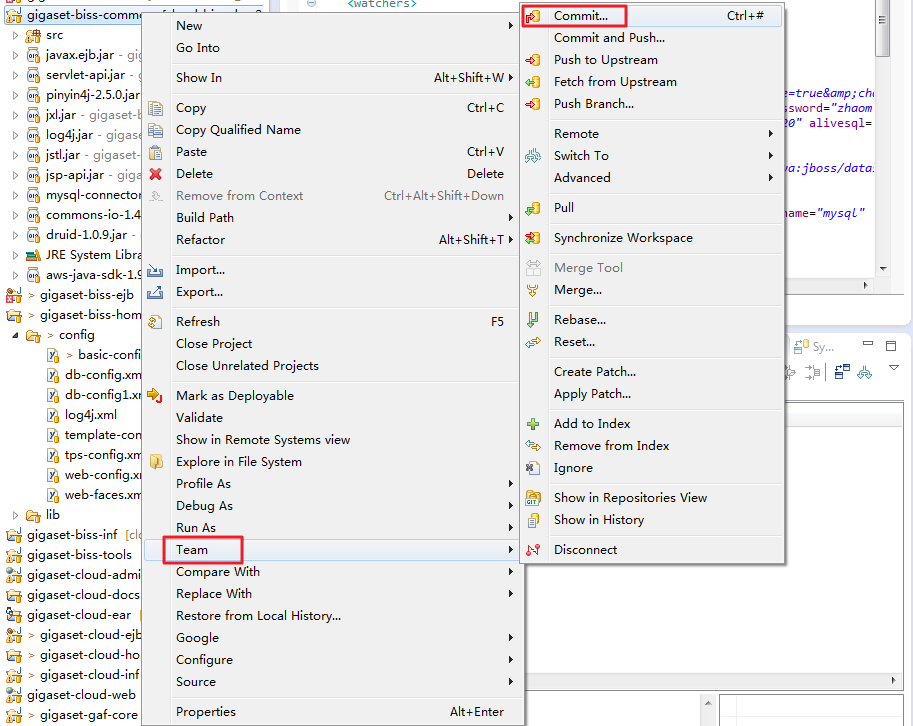 gigaset-biss-commo
src
javax.ejb.jar - gig
servlet-api.jar - g
pinyin4j-2.5.0.jar
jxl.jar - gigaset-b
log4j.jar - gigase
jstl.jar - gigaset-
jsp-api.jar - gigas
mysql-connector
commons-io-1.4
druid-1.0.9.jar -
JRE System Libra
aws-java-sdk-1.9
> gigaset-biss-ejb
> gigaset-biss-hom
> config
> basic-confi
db-config.xm
db-config1.xm
log4j.xml
template-con
tps-config.xm
web-config.xm
web-faces.xm
lib
gigaset-biss-inf [clo
gigaset-biss-tools
gigaset-cloud-admi
gigaset-cloud-docs
gigaset-cloud-ear [
> gigaset-cloud-ejb
> gigaset-cloud-ho
> gigaset-cloud-inf
gigaset-cloud-web
> gigaset-gaf-core
New
Go Into
Show In Alt+Shift+W
Copy Ctrl+C
Copy Qualified Name
Paste Ctrl+V
Delete Delete
Remove from Context Ctrl+Alt+Shift+Down
Build Path
Refactor Alt+Shift+T
Import...
Export...
Refresh F5
Close Project
Close Unrelated Projects
Mark as Deployable
Validate
Show in Remote Systems view
Explore in File System
Profile As
Debug As
Run As
Team
Compare With
Replace With
Restore from Local History...
Google
Configure
Source
Properties Alt+Enter
<watchers>
Commit... Ctrl+#
Commit and Push...
Push to Upstream
Fetch from Upstream
Push Branch...
Remote
Switch To
Advanced
Pull
Synchronize Workspace
Merge Tool
Merge...
Rebase...
Reset...
Create Patch...
Apply Patch...
Add to Index
Remove from Index
Ignore
Show in Repositories View
Show in History
Disconnect
e=true&amp;cha
ssword="zhaom
20" alivesql=
va:jboss/datas
name="mysql"
Sy...